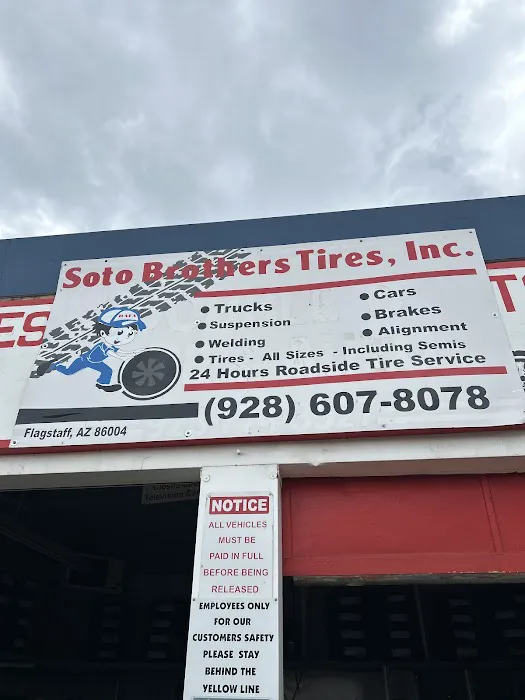 Soto Brothers Tires, Inc.
ES
T
• Trucks
• Cars
• Suspension
• Brakes
• Welding
• Alignment
• Tires - All Sizes - Including Semis
24 Hours Roadside Tire Service
(928) 607-8078
Flagstaff, AZ 86004
NOTICE
ALL VEHICLES
MUST BE
PAID IN FULL
BEFORE BEING
RELEASED
EMPLOYEES ONLY
FOR OUR
CUSTOMERS SAFETY
PLEASE STAY
BEHIND THE
YELLOW LINE